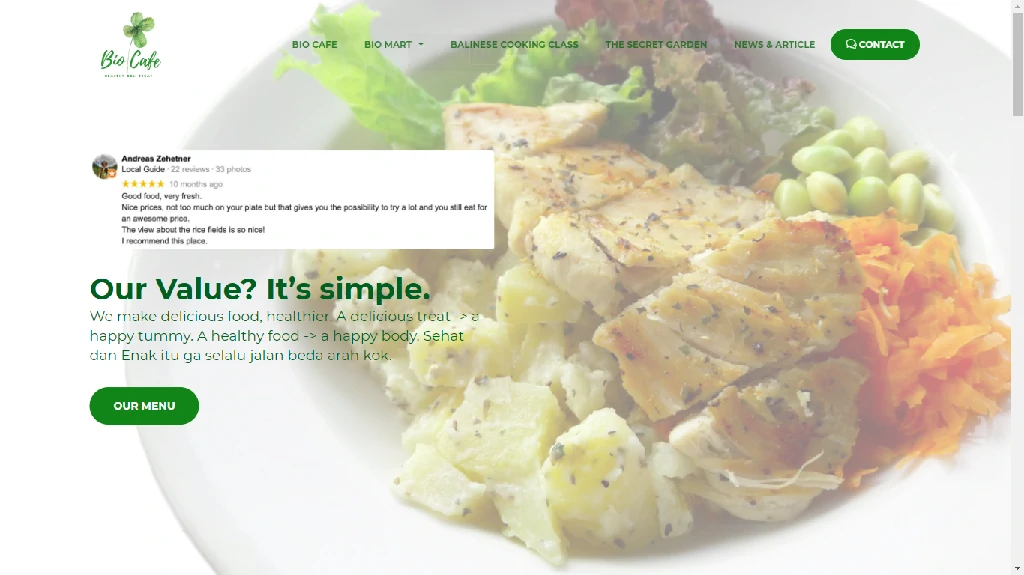 Bio Cafe
BIO CAFE
BIO MART
BALINESE COOKING CLASS
THE SECRET GARDEN
NEWS & ARTICLE
CONTACT
Andreas Zehetner
Local Guide · 22 reviews · 33 photos
★★★★★ 10 months ago
Good food, very fresh.
Nice prices, not too much on your plate but that gives you the possibility to try a lot and you still eat for
an awesome price.
The view about the rice fields is so nice!
I recommend this place.
Our Value? It’s simple.
We make delicious food, healthier. A delicious treat -> a
happy tummy. A healthy food -> a happy body. Sehat
dan Enak itu ga selalu jalan beda arah kok.
OUR MENU